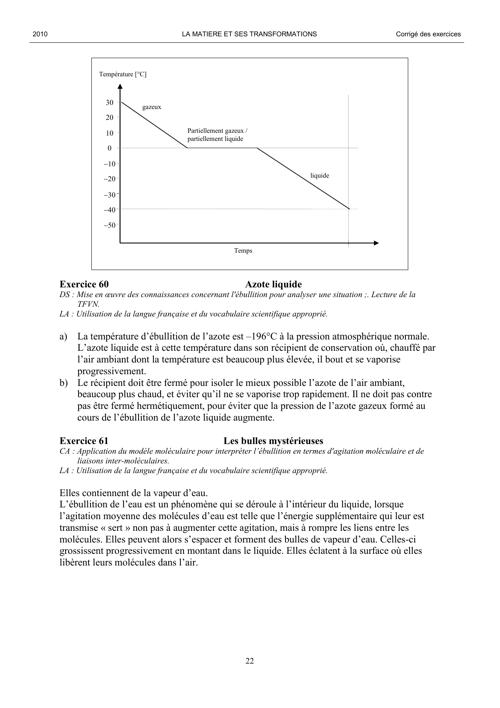 2010 LA MATIERE ET SES TRANSFORMATIONS Corrigé des exercices
Température [°C]
30
gazeux
20
10
Partiellement gazeux /
partiellement liquide
0
−10
−20
liquide
−30
−40
−50
Temps
Exercice 60 Azote liquide
DS : Mise en œuvre des connaissances concernant l'ébullition pour analyser une situation ;. Lecture de la
TFVN.
LA : Utilisation de la langue française et du vocabulaire scientifique approprié.
a) La température d’ébullition de l’azote est –196°C à la pression atmosphérique normale.
L’azote liquide est à cette température dans son récipient de conservation où, chauffé par
l’air ambiant dont la température est beaucoup plus élevée, il bout et se vaporise
progressivement.
b) Le récipient doit être fermé pour isoler le mieux possible l’azote de l’air ambiant,
beaucoup plus chaud, et éviter qu’il ne se vaporise trop rapidement. Il ne doit pas contre
pas être fermé hermétiquement, pour éviter que la pression de l’azote gazeux formé au
cours de l’ébullition de l’azote liquide augmente.
Exercice 61 Les bulles mystérieuses
CA : Application du modèle moléculaire pour interpréter l’ébullition en termes d'agitation moléculaire et de
liaisons inter-moléculaires.
LA : Utilisation de la langue française et du vocabulaire scientifique approprié.
Elles contiennent de la vapeur d’eau.
L’ébullition de l’eau est un phénomène qui se déroule à l’intérieur du liquide, lorsque
l’agitation moyenne des molécules d’eau est telle que l’énergie supplémentaire qui leur est
transmise « sert » non pas à augmenter cette agitation, mais à rompre les liens entre les
molécules. Elles peuvent alors s’espacer et forment des bulles de vapeur d’eau. Celles-ci
grossissent progressivement en montant dans le liquide. Elles éclatent à la surface où elles
libèrent leurs molécules dans l’air.
22